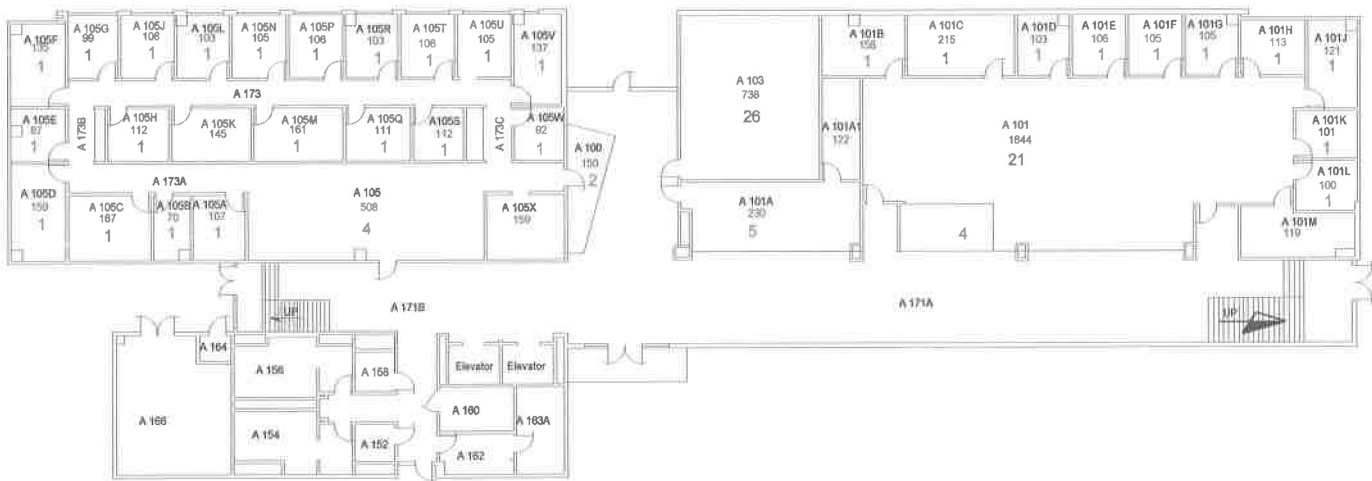 A 105F
135
1
A 105G
99
1
A 105J
108
1
A 105L
103
1
A 105N
105
1
A 105P
106
1
A 105R
103
1
A 105T
106
1
A 105U
105
1
A 105V
137
1
A 173
A 105E
87
1
A 173B
A 105H
112
1
A 105K
145
A 105M
161
1
A 105Q
111
1
A 105S
112
1
A 173C
A 105W
92
1
A 100
150
2
A 105D
159
1
A 173A
A 105C
167
1
A 105B
70
1
A 105A
107
1
A 105
508
4
A 105X
159
A 103
738
26
A 101B
156
1
A 101C
215
1
A 101D
103
1
A 101E
106
1
A 101F
105
1
A 101G
105
1
A 101H
113
1
A 101J
121
1
A 101A1
122
A 101
1844
21
A 101K
101
1
A 101L
100
1
A 101A
230
5
4
A 101M
119
UP
A 171B
A 171A
UP
A 164
A 166
A 156
A 158
Elevator
Elevator
A 154
A 152
A 160
A 162
A 163A